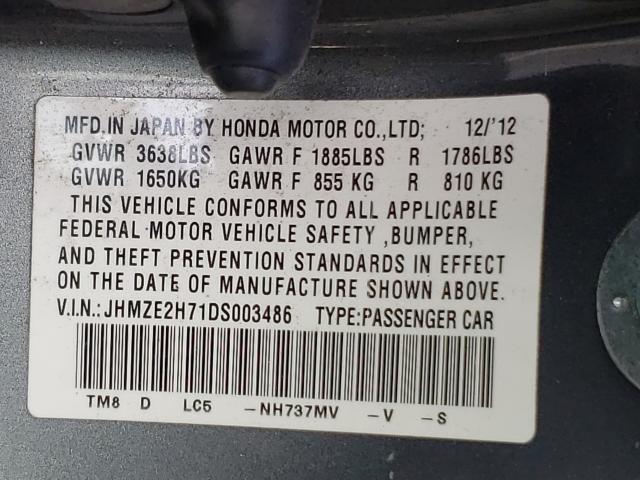 MFD.IN JAPAN BY HONDA MOTOR CO.,LTD; 12/'12
GVWR 3638LBS GAWR F 1885LBS R 1786LBS
GVWR 1650KG GAWR F 855 KG R 810 KG
THIS VEHICLE CONFORMS TO ALL APPLICABLE
FEDERAL MOTOR VEHICLE SAFETY ,BUMPER,
AND THEFT PREVENTION STANDARDS IN EFFECT
ON THE DATE OF MANUFACTURE SHOWN ABOVE.
V.I.N.:JHMZE2H71DS003486 TYPE:PASSENGER CAR
TM8 D LC5 -NH737MV -V -S